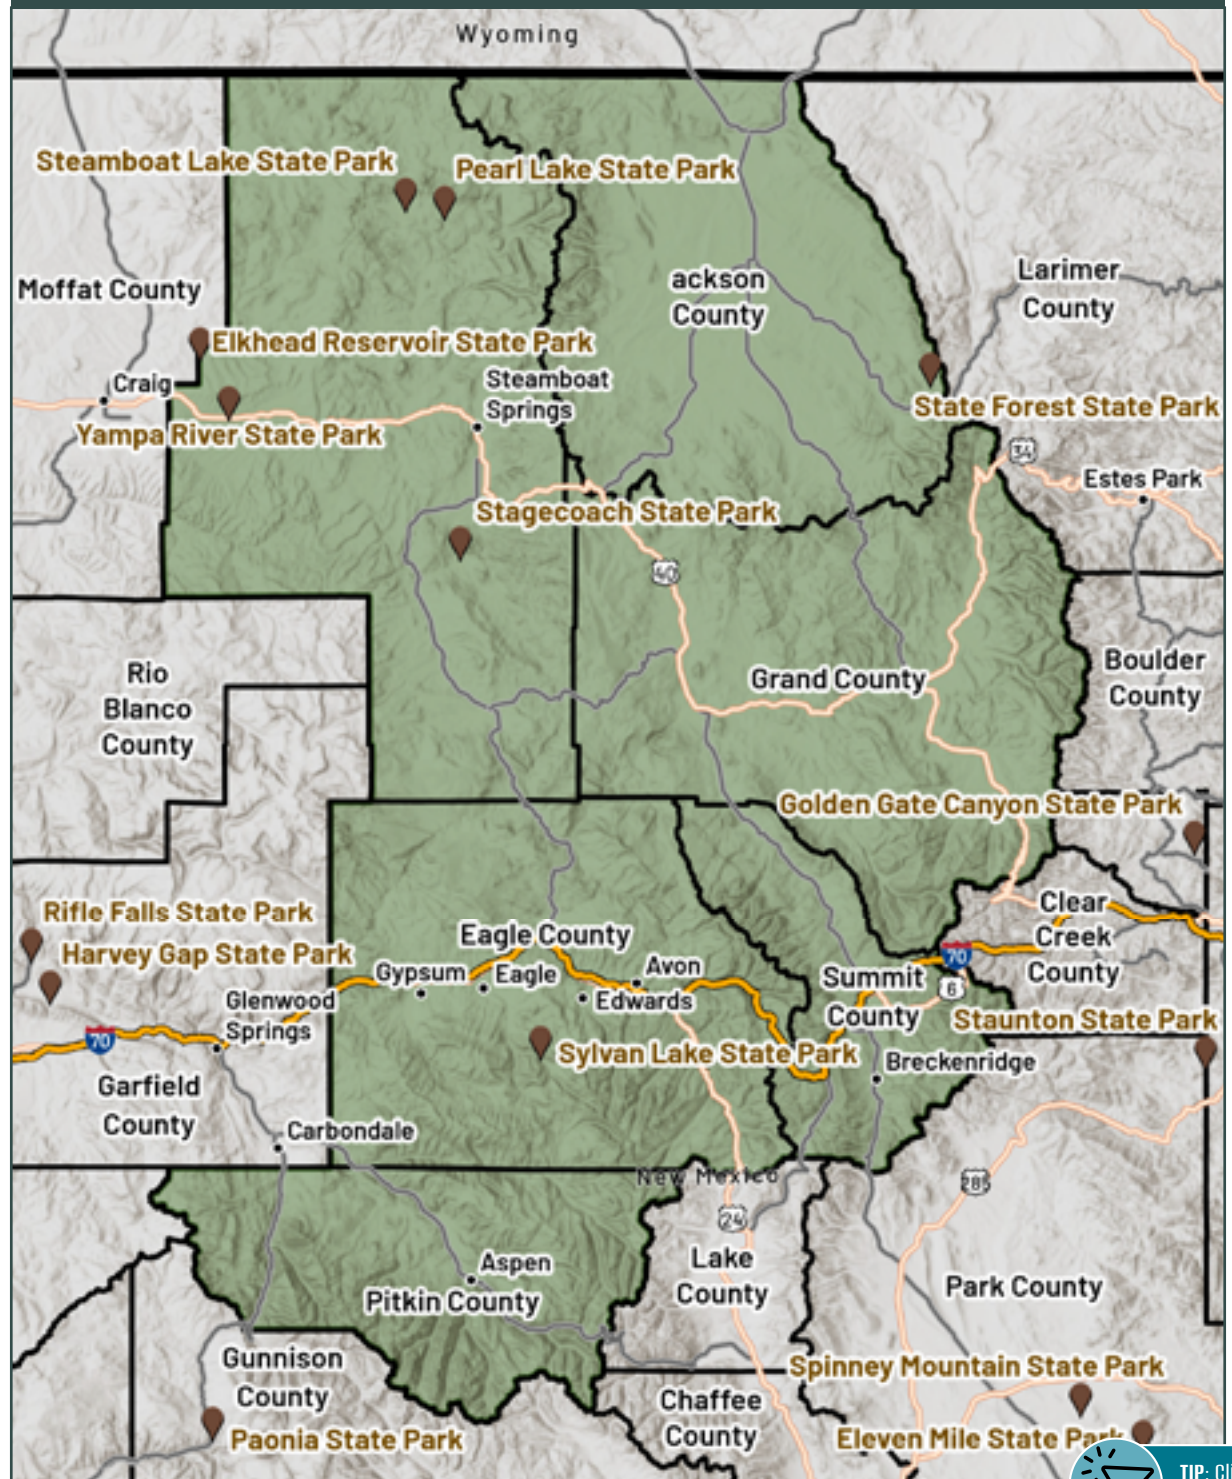 Wyoming
Steamboat Lake State Park
Pearl Lake State Park
Moffat County
ackson
County
Larimer
County
Elkhead Reservoir State Park
Craig
Steamboat
Springs
Yampa River State Park
State Forest State Park
34
Estes Park
Stagecoach State Park
40
Rio
Blanco
County
Grand County
Boulder
County
Golden Gate Canyon State Park
Rifle Falls State Park
Harvey Gap State Park
Clear
Creek
County
Eagle County
Gypsum
Eagle
Avon
Edwards
Summit
County
70
6
Glenwood
Springs
70
Staunton State Park
Sylvan Lake State Park
Breckenridge
Garfield
County
Carbondale
New Mexico
285
24
Aspen
Pitkin County
Lake
County
Park County
Gunnison
County
Spinney Mountain State Park
Chaffee
County
Paonia State Park
Eleven Mile State Park
TIP: